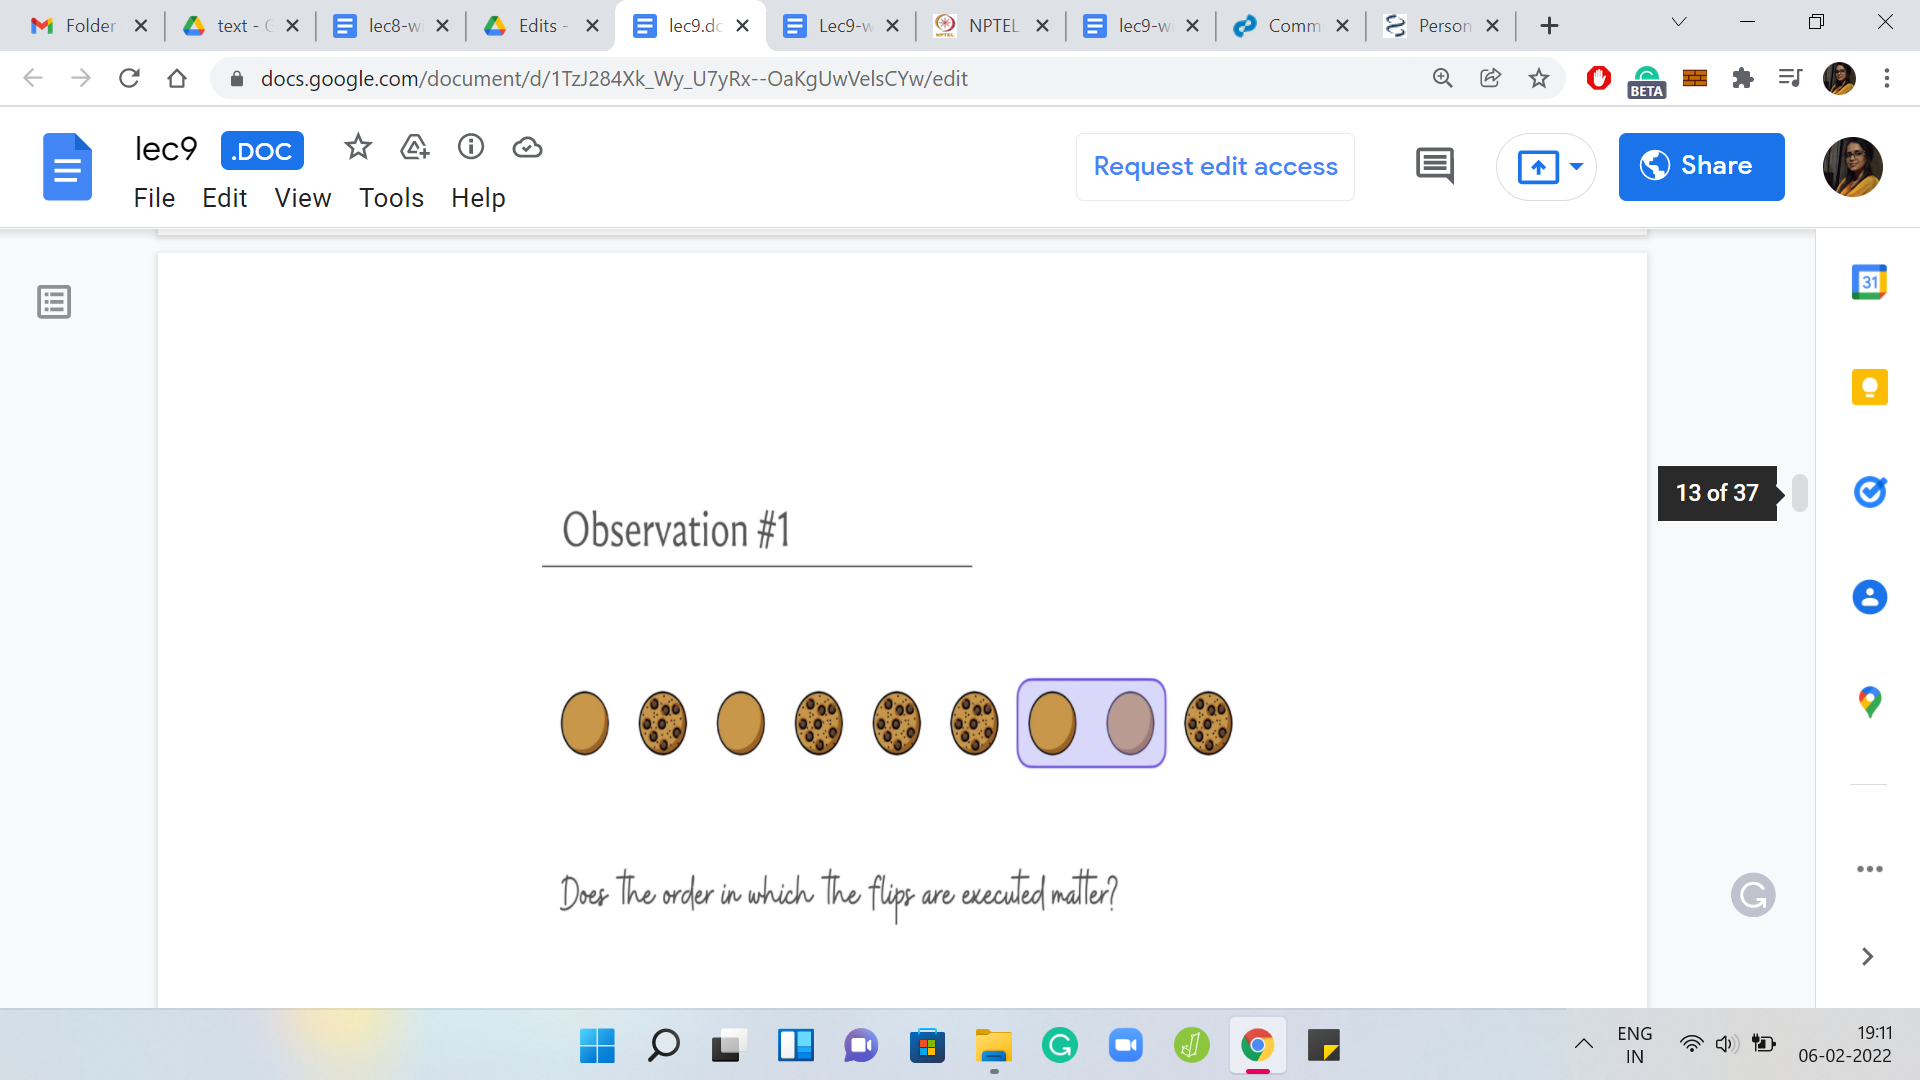 Folder
text - G
lec8-w
Edits -
lec9.dc
Lec9-w
NPTEL
lec9-w
Comm
Person
docs.google.com/document/d/1TzJ284Xk_Wy_U7yRx--OaKgUwVelsCYw/edit
BETA
lec9
.DOC
File Edit View Tools Help
Request edit access
Share
31
13 of 37
Observation #1
Does the order in which the flips are executed matter?
ENG
IN
19:11
06-02-2022